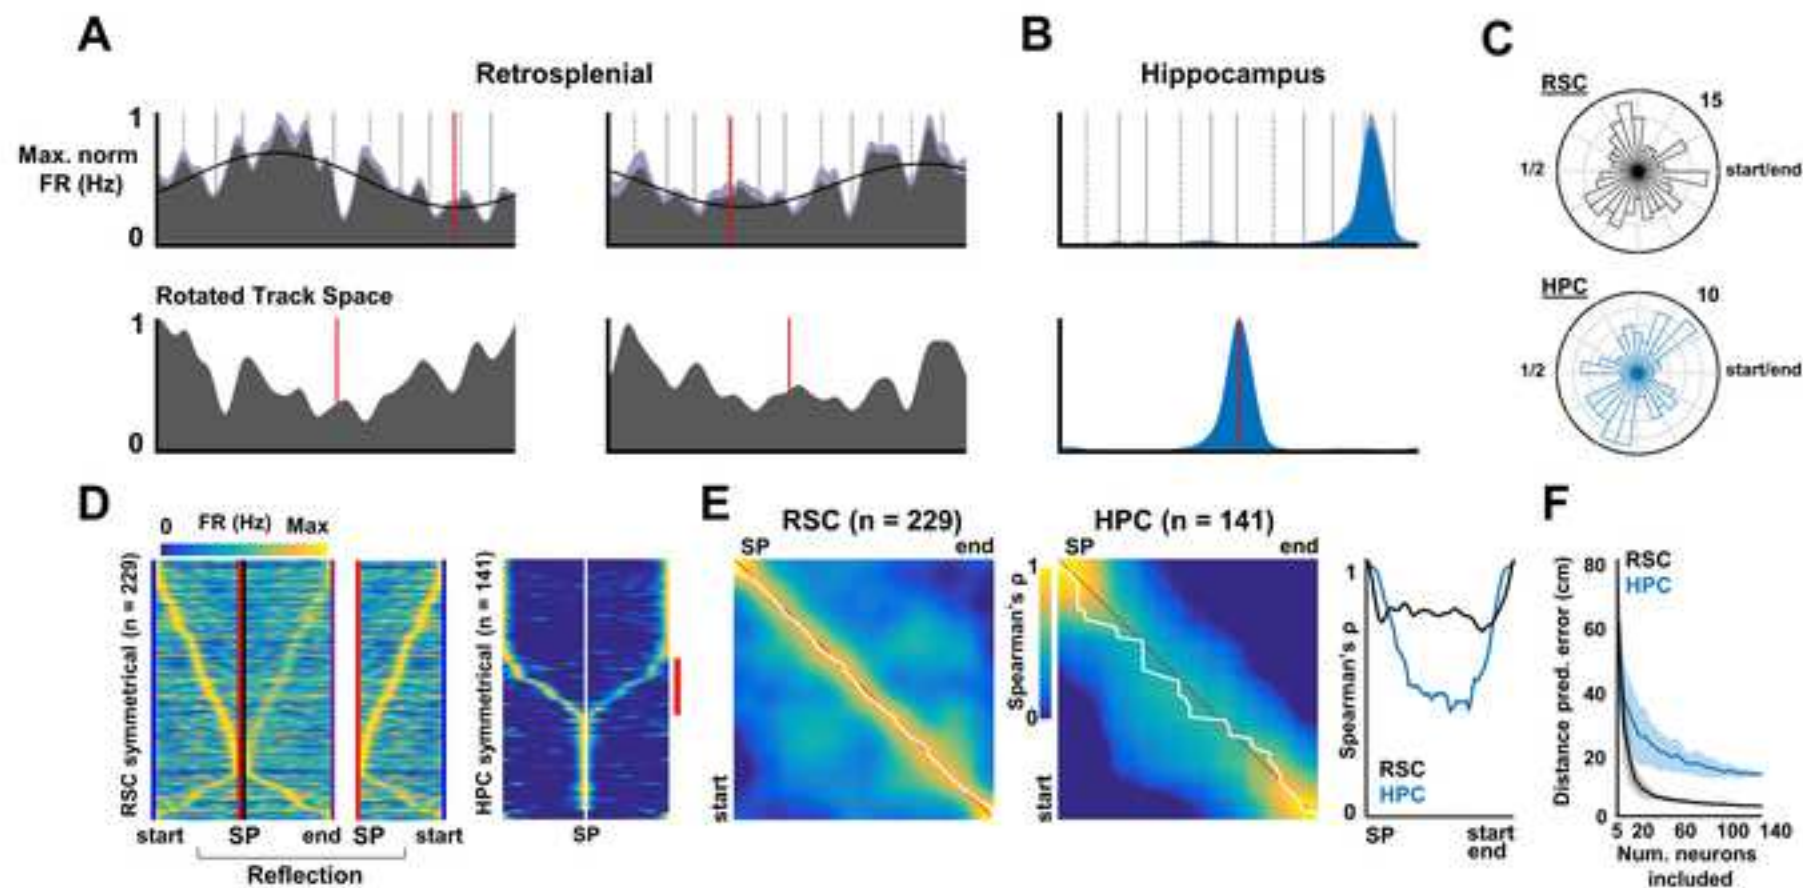 A
B
C
Retrosplenial
Hippocampus
RSC
15
1
Max. norm
FR (Hz)
0
1/2
start/end
HPC
10
Rotated Track Space
1
0
1/2
start/end
D
E
F
0 FR (Hz) Max
RSC (n = 229)
HPC (n = 141)
SP end
SP end
RSC symmetrical (n = 229)
HPC symmetrical (n = 141)
start
Spearman's ρ
1
0
start
Spearman's ρ
1
0
RSC
HPC
Distance pred. error (cm)
80
60
40
20
0
RSC
HPC
start SP end SP start
Reflection
SP
SP start
end
5 20 60 100 140
Num. neurons
included